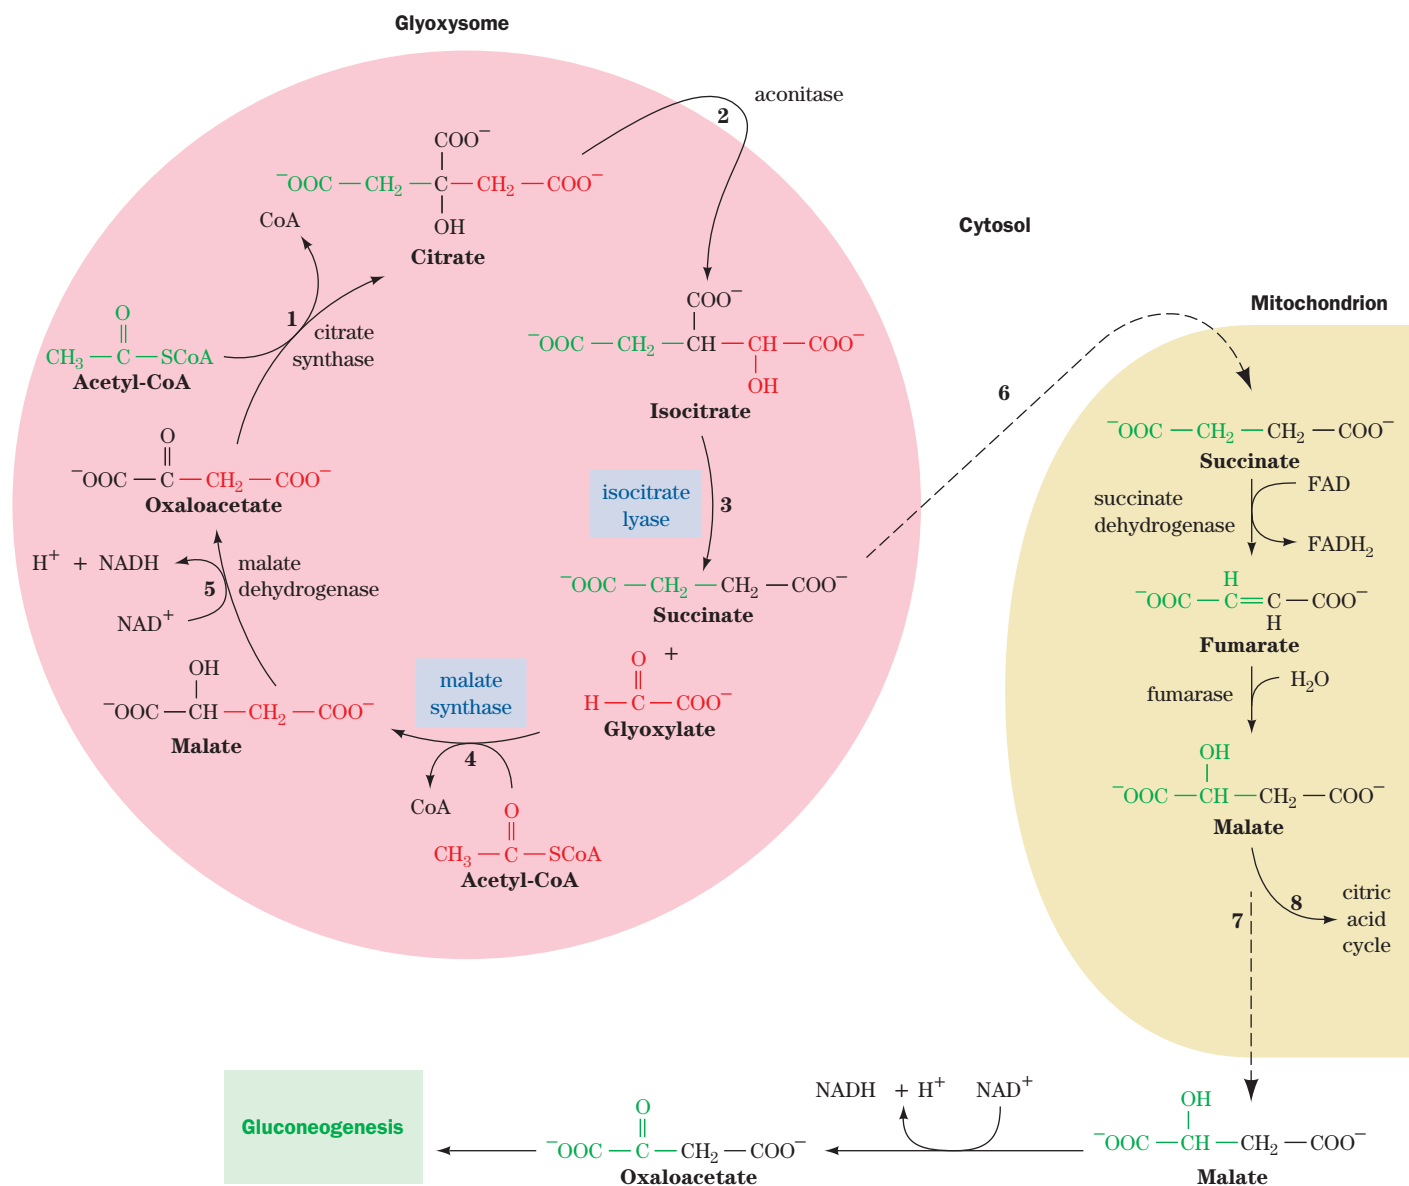 Glyoxysome
aconitase
2
COO⁻
⁻OOC — CH₂ — C — CH₂ — COO⁻
OH
Citrate
CoA
1
citrate
synthase
O
CH₃ — C — SCoA
Acetyl-CoA
O
⁻OOC — C — CH₂ — COO⁻
Oxaloacetate
H⁺ + NADH
5
malate
dehydrogenase
NAD⁺
OH
⁻OOC — CH — CH₂ — COO⁻
Malate
COO⁻
⁻OOC — CH₂ — CH — CH — COO⁻
OH
Isocitrate
isocitrate
lyase
3
⁻OOC — CH₂ — CH₂ — COO⁻
Succinate
+
O
H — C — COO⁻
Glyoxylate
malate
synthase
4
CoA
O
CH₃ — C — SCoA
Acetyl-CoA
Cytosol
6
Mitochondrion
⁻OOC — CH₂ — CH₂ — COO⁻
Succinate
succinate
dehydrogenase
FAD
FADH₂
H
⁻OOC — C = C — COO⁻
H
Fumarate
fumarase
H₂O
OH
⁻OOC — CH — CH₂ — COO⁻
Malate
7
8
citric
acid
cycle
OH
⁻OOC — CH — CH₂ — COO⁻
Malate
NADH + H⁺
NAD⁺
O
⁻OOC — C — CH₂ — COO⁻
Oxaloacetate
Gluconeogenesis